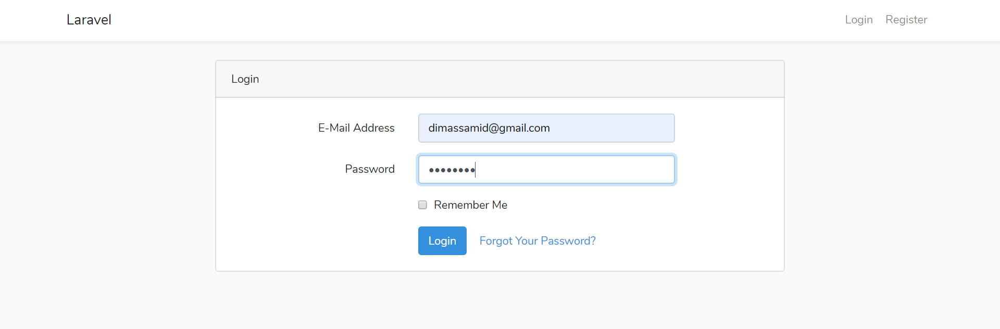 Laravel Login Register
Login
E-Mail Address dimassamid@gmail.com
Password ••••••••
Remember Me
Login Forgot Your Password?